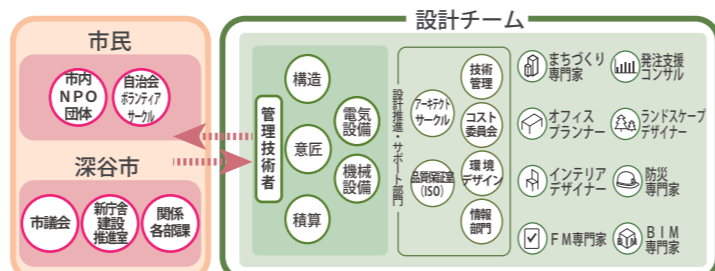 設計チーム
市民
市内
NPO
団体
自治会
ボランティア
サークル
深谷市
市議会
新庁舎
建設
推進室
関係
各部課
管理技術者
構造
意匠
積算
電気
設備
機械
設備
設計推進・サポート部門
アーキテクト
サークル
品質保証室
(ISO)
技術
管理
コスト
委員会
環境
デザイン
情報
部門
まちづくり
専門家
発注支援
コンサル
オフィス
プランナー
ランドスケープ
デザイナー
インテリア
デザイナー
防災
専門家
FM専門家
BIM
専門家